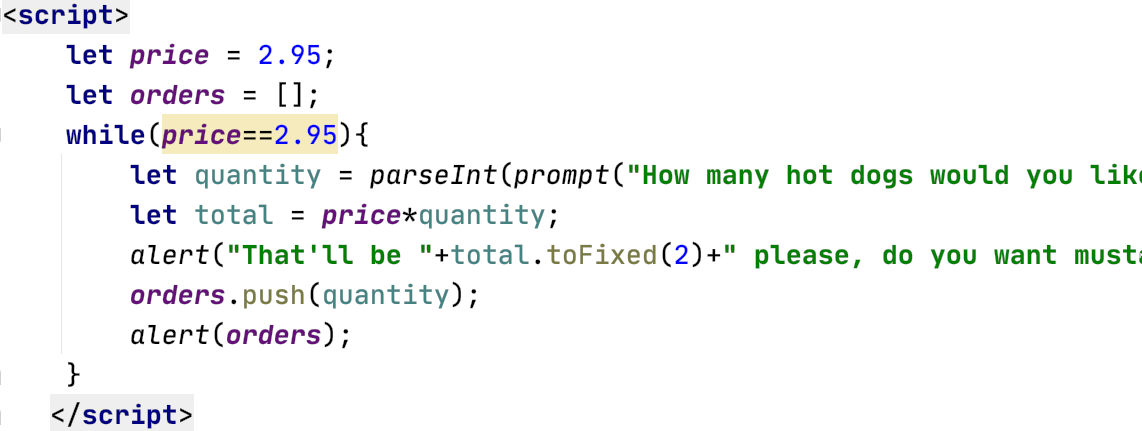 <script>
let price = 2.95;
let orders = [];
while(price==2.95){
let quantity = parseInt(prompt("How many hot dogs would you
let total = price*quantity;
alert("That'll be "+total.toFixed(2)+" please, do you want
orders.push(quantity);
alert(orders);
}
</script>